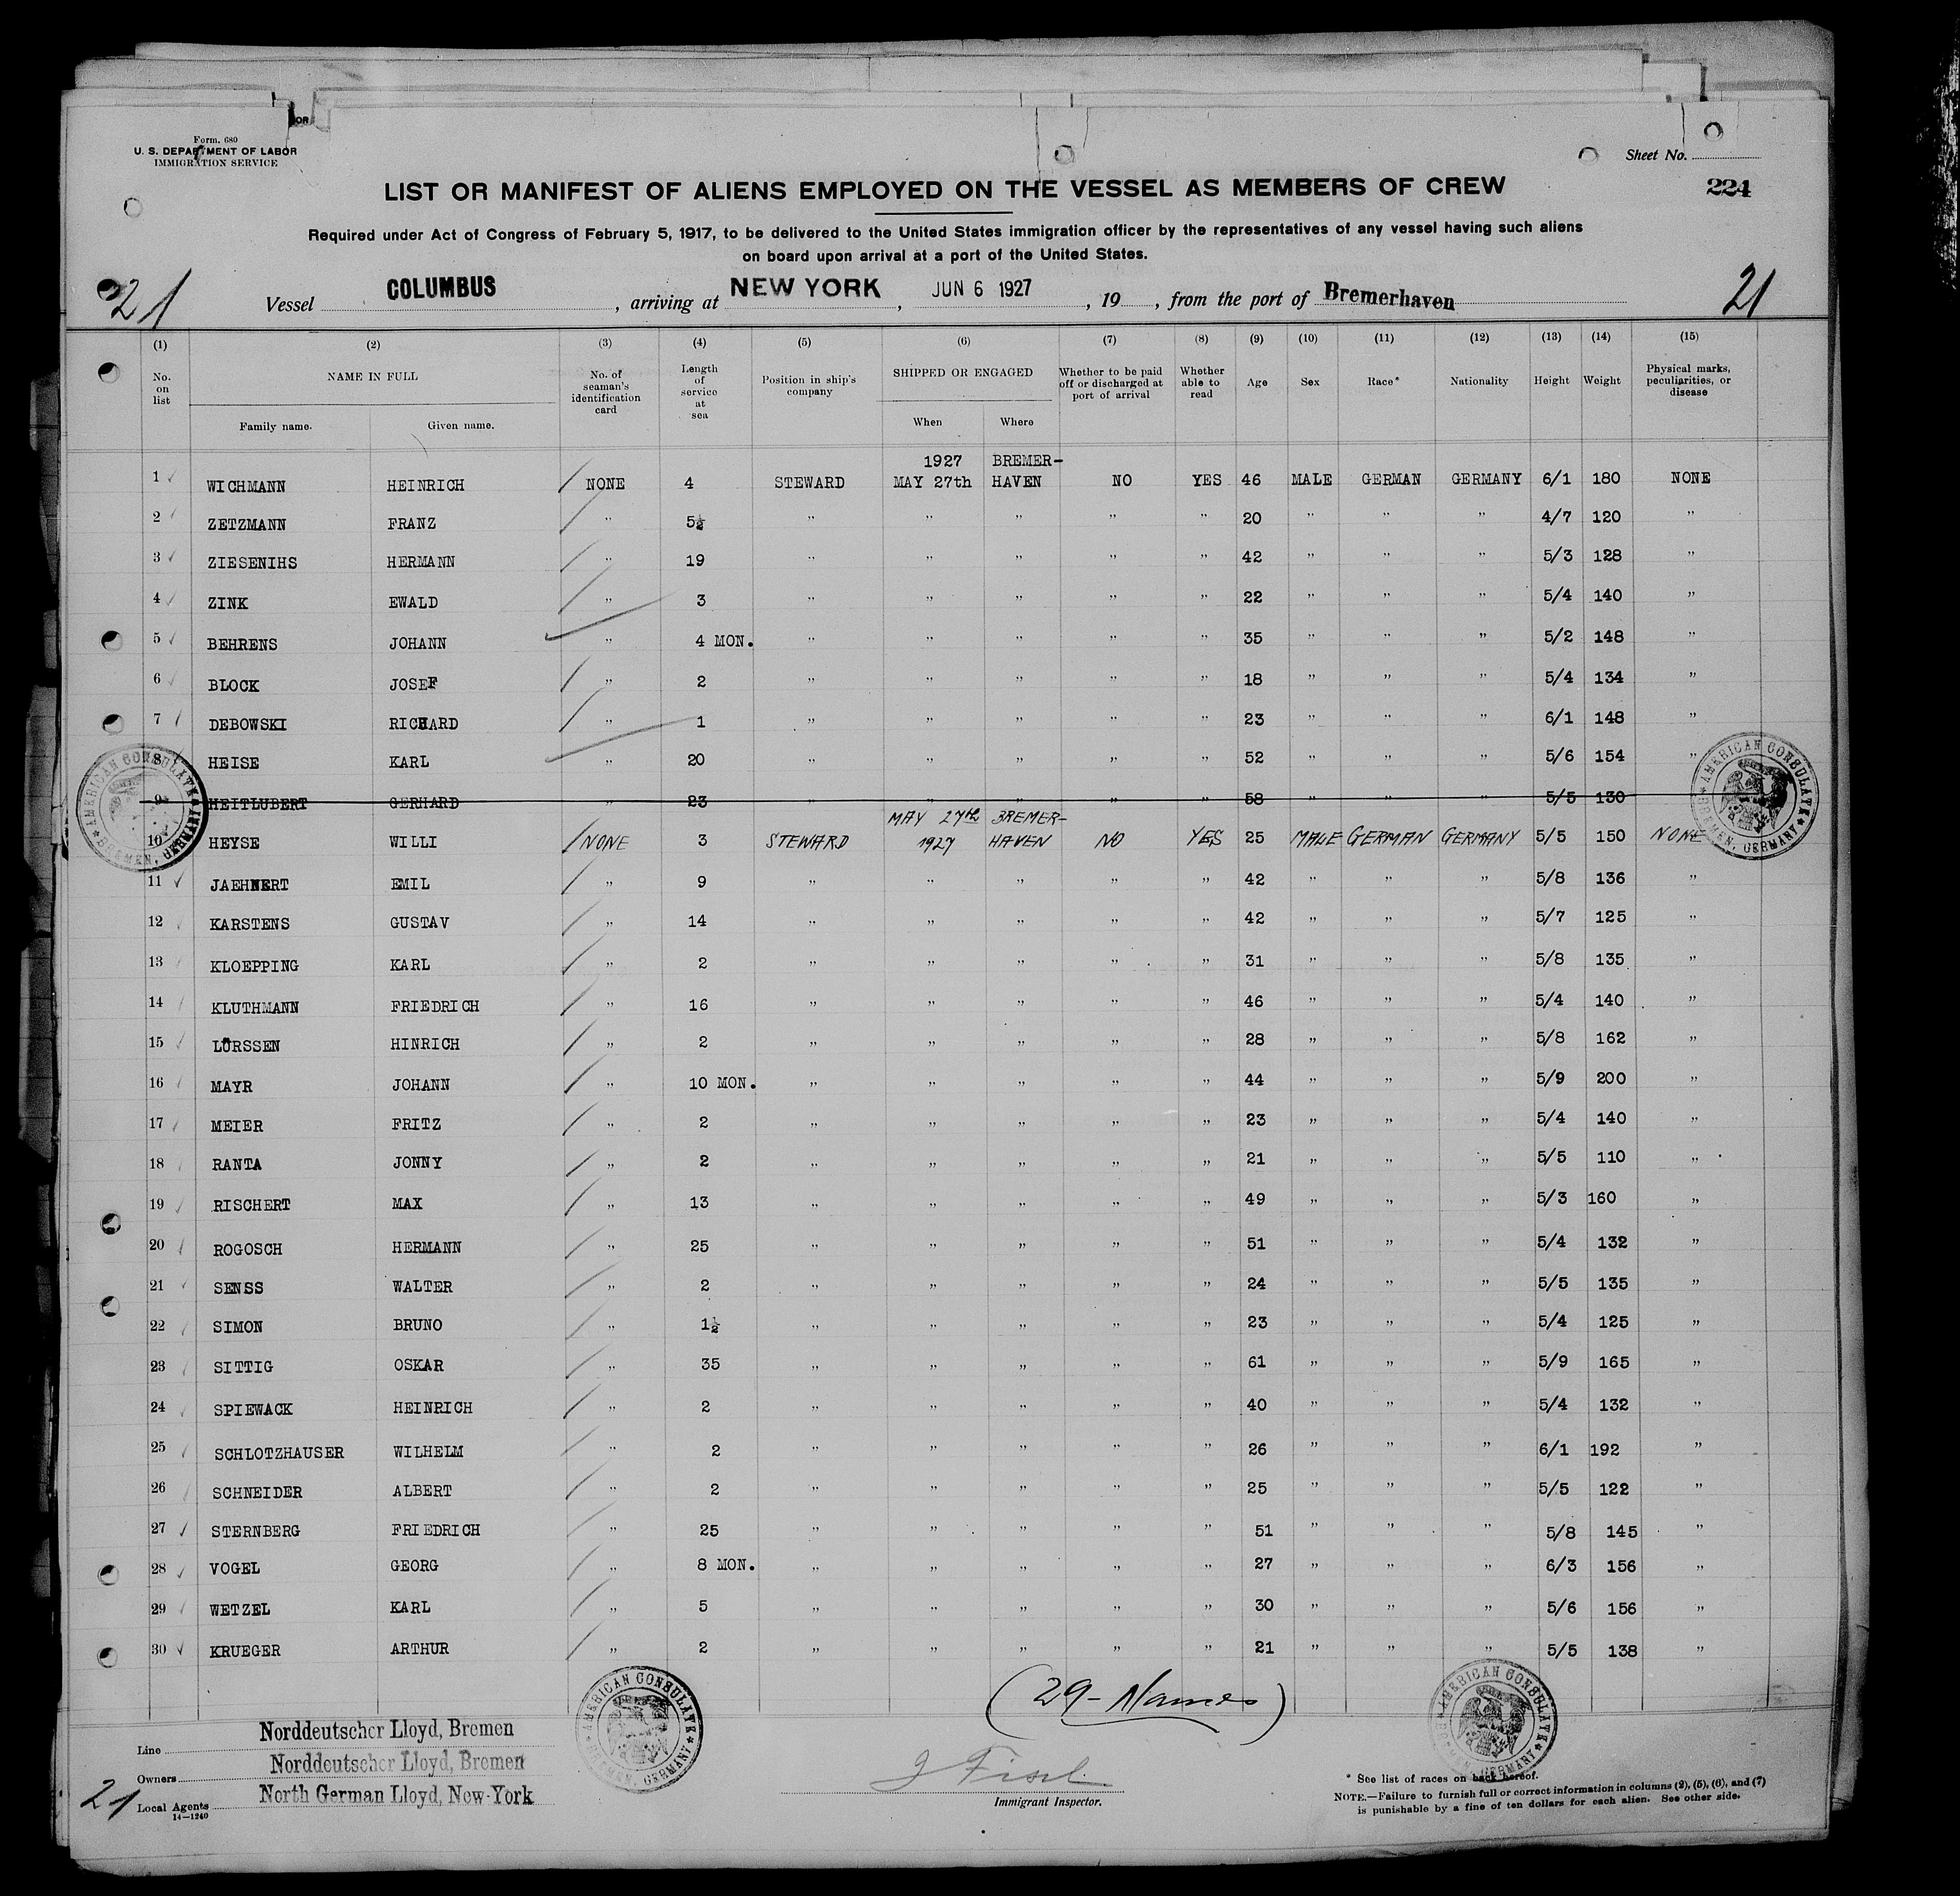 OR
Form. 680
U. S. DEPARTMENT OF LABOR
IMMIGRATION SERVICE
Sheet No.
LIST OR MANIFEST OF ALIENS EMPLOYED ON THE VESSEL AS MEMBERS OF CREW
224
Required under Act of Congress of February 5, 1917, to be delivered to the United States immigration officer by the representatives of any vessel having such aliens
on board upon arrival at a port of the United States.
21 Vessel COLUMBUS , arriving at NEW YORK , JUN 6 1927 , 19 , from the port of Bremerhaven 21
(1) (2) (3) (4) (5) (6) (7) (8) (9) (10) (11) (12) (13) (14) (15)
No. on list NAME IN FULL Family name. Given name. No. of seaman's identification card Length of service at sea Position in ship's company SHIPPED OR ENGAGED When Where Whether to be paid off or discharged at port of arrival Whether able to read Age Sex Race* Nationality Height Weight Physical marks, peculiarities, or disease
1927 BREMER-
1 WICHMANN HEINRICH NONE 4 STEWARD MAY 27th HAVEN NO YES 46 MALE GERMAN GERMANY 6/1 180 NONE
2 ZETZMANN FRANZ " 5½ " " " " " 20 " " " 4/7 120 "
3 ZIESENIHS HERMANN " 19 " " " " " 42 " " " 5/3 128 "
4 ZINK EWALD " 3 " " " " " 22 " " " 5/4 140 "
5 BEHRENS JOHANN " 4 MON. " " " " " 35 " " " 5/2 148 "
6 BLOCK JOSEF " 2 " " " " " 18 " " " 5/4 134 "
7 DEBOWSKI RICHARD " 1 " " " " " 23 " " " 6/1 148 "
8 HEISE KARL " 20 " " " " " 52 " " " 5/6 154 "
9 HEITLUBERT GERHARD " 23 " " " " " 58 " " " 5/5 130
MAY 27th BREMER-
10 HEYSE WILLI NONE 3 STEWARD 1927 HAVEN NO YES 25 MALE GERMAN GERMANY 5/5 150 NONE
11 JAEHNERT EMIL " 9 " " " " " 42 " " " 5/8 136 "
12 KARSTENS GUSTAV " 14 " " " " " 42 " " " 5/7 125 "
13 KLOEPPING KARL " 2 " " " " " 31 " " " 5/8 135 "
14 KLUTHMANN FRIEDRICH " 16 " " " " " 46 " " " 5/4 140 "
15 LÜRSSEN HINRICH " 2 " " " " " 28 " " " 5/8 162 "
16 MAYR JOHANN " 10 MON. " " " " " 44 " " " 5/9 200 "
17 MEIER FRITZ " 2 " " " " " 23 " " " 5/4 140 "
18 RANTA JONNY " 2 " " " " " 21 " " " 5/5 110 "
19 RISCHERT MAX " 13 " " " " " 49 " " " 5/3 160 "
20 ROGOSCH HERMANN " 25 " " " " " 51 " " " 5/4 132 "
21 SENSS WALTER " 2 " " " " " 24 " " " 5/5 135 "
22 SIMON BRUNO " 1½ " " " " " 23 " " " 5/4 125 "
23 SITTIG OSKAR " 35 " " " " " 61 " " " 5/9 165 "
24 SPIEWACK HEINRICH " 2 " " " " " 40 " " " 5/4 132 "
25 SCHLOTZHAUSER WILHELM " 2 " " " " " 26 " " " 6/1 192 "
26 SCHNEIDER ALBERT " 2 " " " " " 25 " " " 5/5 122 "
27 STERNBERG FRIEDRICH " 25 " " " " " 51 " " " 5/8 145 "
28 VOGEL GEORG " 8 MON. " " " " " 27 " " " 6/3 156 "
29 WETZEL KARL " 5 " " " " " 30 " " " 5/6 156 "
30 KRUEGER ARTHUR " 2 " " " " " 21 " " " 5/5 138 "
AMERICAN CONSULATE BREMEN, GERMANY
AMERICAN CONSULATE BREMEN, GERMANY
AMERICAN CONSULATE BREMEN, GERMANY
AMERICAN CONSULATE BREMEN, GERMANY
(29 - Names)
Line Norddeutscher Lloyd, Bremen
Owners Norddeutscher Lloyd, Bremen
21 Local Agents North German Lloyd, New-York
14-1240
Immigrant Inspector.
* See list of races on back hereof.
NOTE.—Failure to furnish full or correct information in columns (2), (5), (6), and (7)
is punishable by a fine of ten dollars for each alien. See other side.